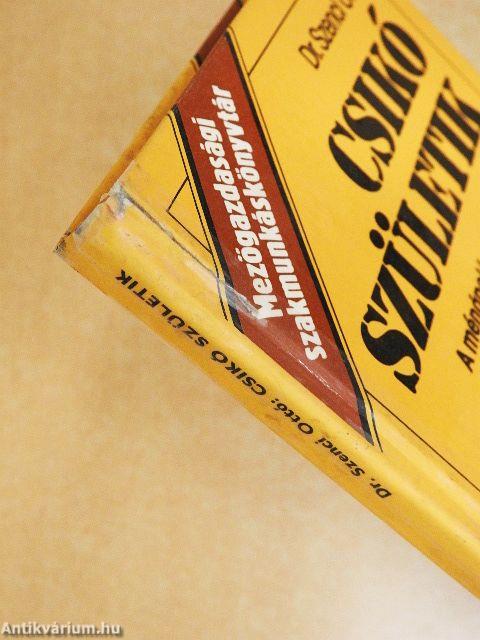 Dr. Szenci
CSIKÓ
SZÜLETIK
Mezőgazdasági
szakmunkáskönyvtár
Dr. Szenci Ottó: CSIKÓ SZÜLETIK
Antikvárium.hu